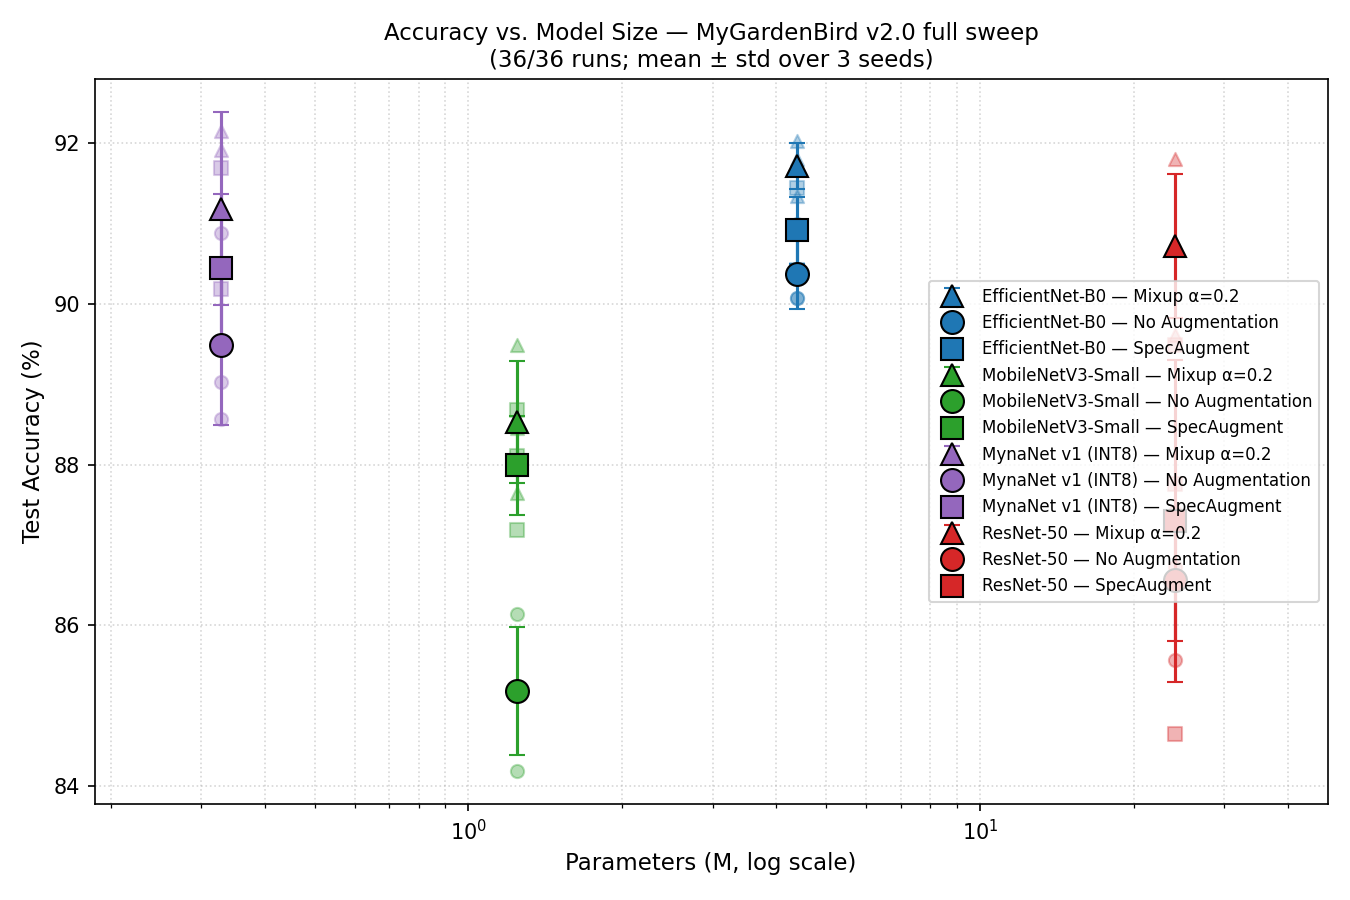 Accuracy vs. Model Size — MyGardenBird v2.0 full sweep
(36/36 runs; mean ± std over 3 seeds)
Test Accuracy (%)
92
90
88
86
84
EfficientNet-B0 — Mixup α=0.2
EfficientNet-B0 — No Augmentation
EfficientNet-B0 — SpecAugment
MobileNetV3-Small — Mixup α=0.2
MobileNetV3-Small — No Augmentation
MobileNetV3-Small — SpecAugment
MynaNet v1 (INT8) — Mixup α=0.2
MynaNet v1 (INT8) — No Augmentation
MynaNet v1 (INT8) — SpecAugment
ResNet-50 — Mixup α=0.2
ResNet-50 — No Augmentation
ResNet-50 — SpecAugment
10⁰ 10¹
Parameters (M, log scale)